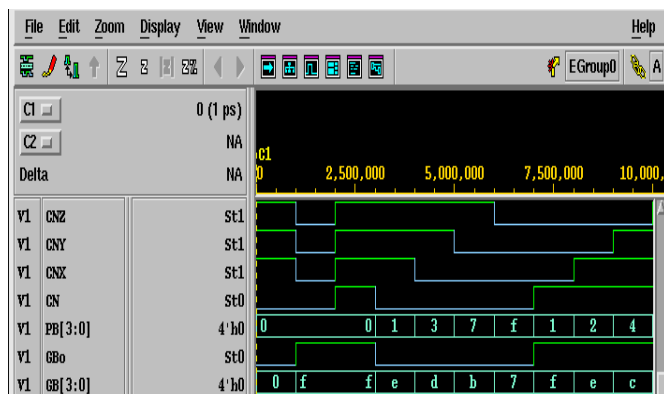 File Edit Zoom Display View Window Help
Z Z Z% EGroup0 A
C1 0 (1 ps)
C2 NA
Delta NA
c1
0 2,500,000 5,000,000 7,500,000 10,000,
V1 CNZ St1
V1 CNY St1
V1 CNX St1
V1 CN St0
V1 PB[3:0] 4'h0 0 0 1 3 7 f 1 2 4
V1 GBo St0
V1 GB[3:0] 4'h0 0 f f e d b 7 f e c